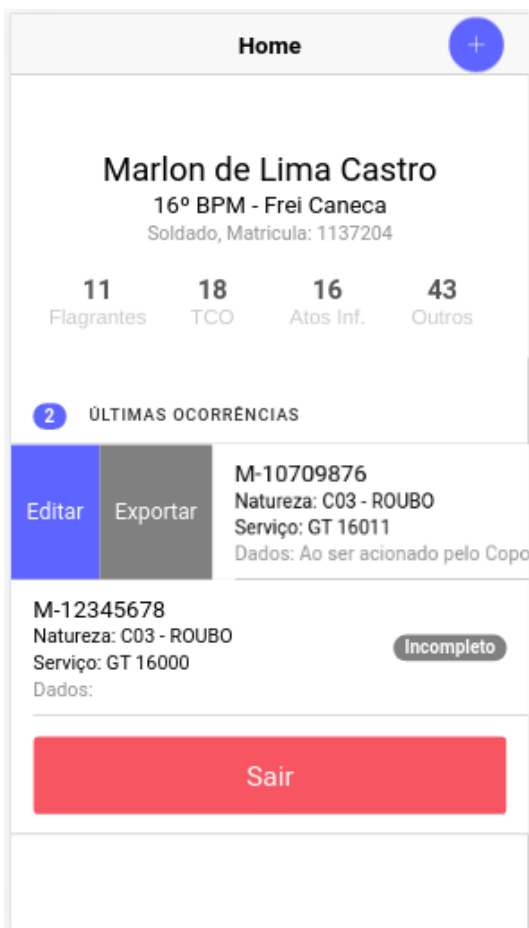 Home
+
Marlon de Lima Castro
16º BPM - Frei Caneca
Soldado, Matricula: 1137204
11 18 16 43
Flagrantes TCO Atos Inf. Outros
2 ÚLTIMAS OCORRÊNCIAS
Editar Exportar
M-10709876
Natureza: C03 - ROUBO
Serviço: GT 16011
Dados: Ao ser acionado pelo Copo
M-12345678
Natureza: C03 - ROUBO
Serviço: GT 16000
Dados:
Incompleto
Sair